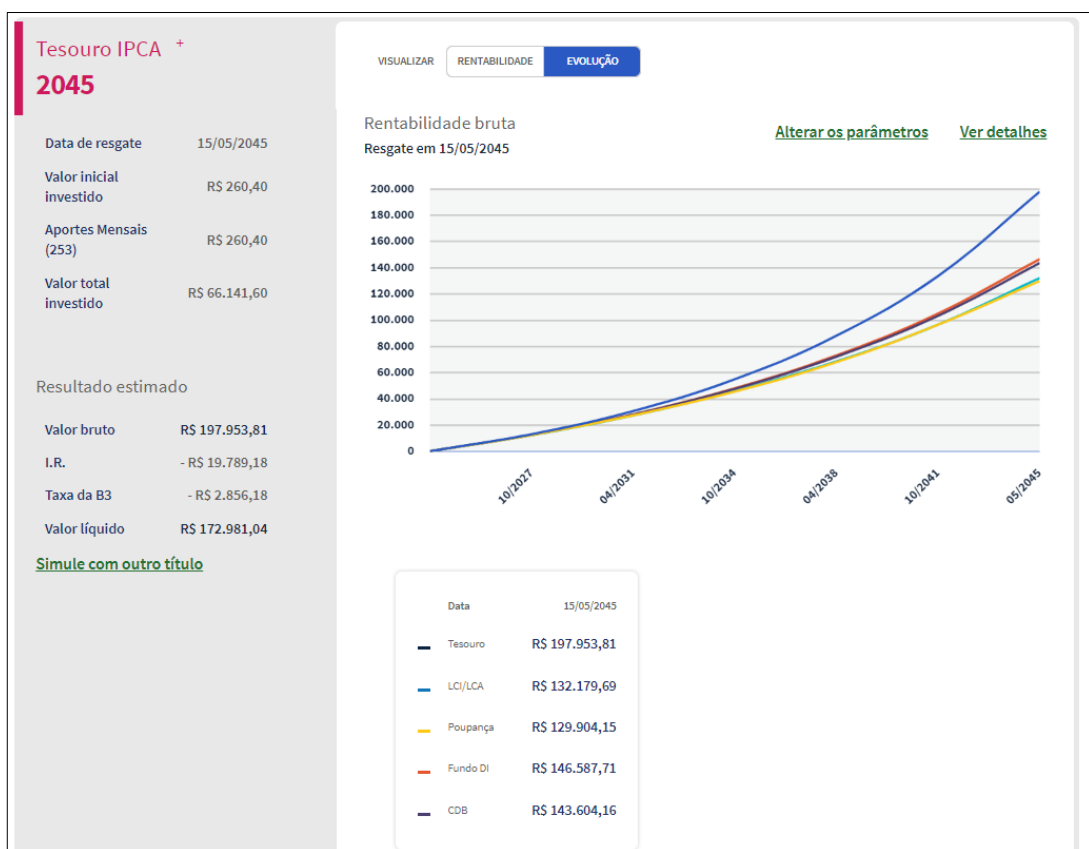 Tesouro IPCA +
2045
Data de resgate 15/05/2045
Valor inicial
investido R$ 260,40
Aportes Mensais
(253) R$ 260,40
Valor total
investido R$ 66.141,60
Resultado estimado
Valor bruto R$ 197.953,81
I.R. - R$ 19.789,18
Taxa da B3 - R$ 2.856,18
Valor líquido R$ 172.981,04
Simule com outro título
VISUALIZAR RENTABILIDADE EVOLUÇÃO
Rentabilidade bruta
Resgate em 15/05/2045
Alterar os parâmetros Ver detalhes
200.000
180.000
160.000
140.000
120.000
100.000
80.000
60.000
40.000
20.000
0
10/2027 04/2031 10/2034 04/2038 10/2041 05/2045
Data 15/05/2045
Tesouro R$ 197.953,81
LCI/LCA R$ 132.179,69
Poupança R$ 129.904,15
Fundo DI R$ 146.587,71
CDB R$ 143.604,16